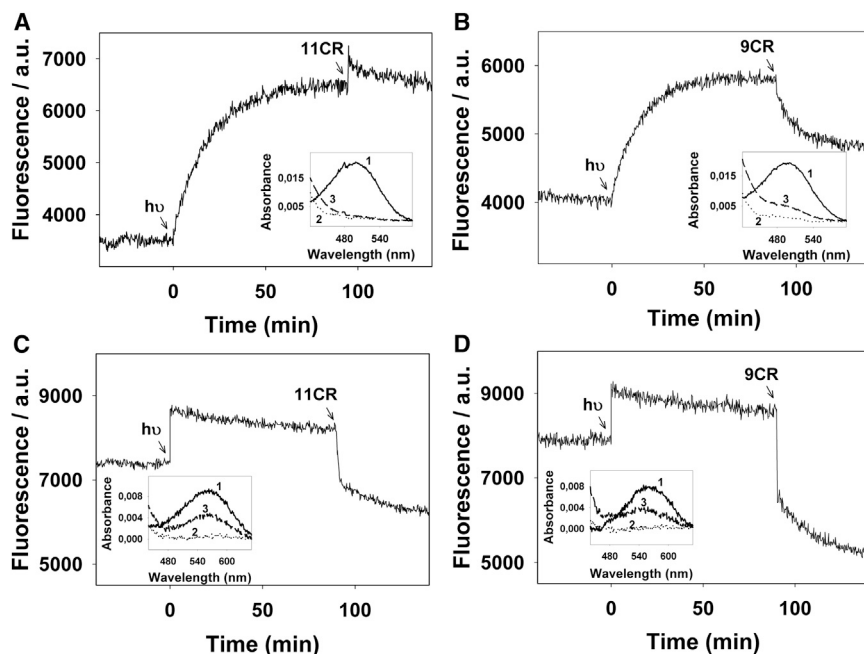 A
7000
6000
5000
4000
Fluorescence / a.u.
hυ
11CR
Absorbance
0,015
0,005
1
3
2
480 540
Wavelength (nm)
0 50 100
Time (min)
B
6000
5000
4000
Fluorescence / a.u.
hυ
9CR
Absorbance
0,015
0,005
1
3
2
480 540
Wavelength (nm)
0 50 100
Time (min)
C
9000
7000
5000
Fluorescence / a.u.
hυ
11CR
Absorbance
0,008
0,004
0,000
1
3
2
480 540 600
Wavelength (nm)
0 50 100
Time (min)
D
9000
7000
5000
Fluorescence / a.u.
hυ
9CR
Absorbance
0,008
0,004
0,000
1
3
2
480 540 600
Wavelength (nm)
0 50 100
Time (min)